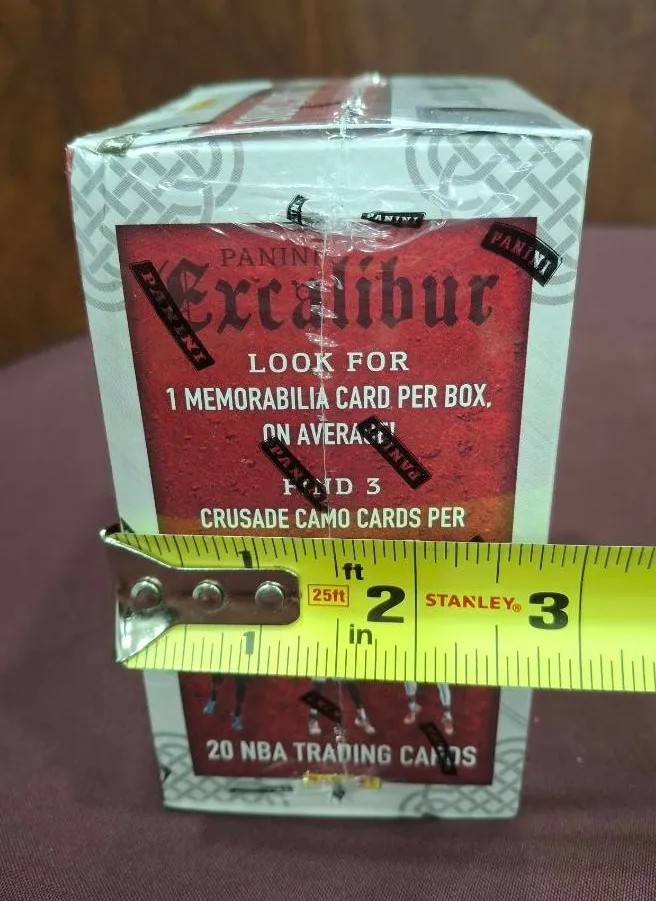 PANINI
PANINI
PANINI
Excalibur
PANINI
LOOK FOR
1 MEMORABILIA CARD PER BOX,
ON AVERAGE!
PANINI
PANINI
FIND 3
CRUSADE CAMO CARDS PER
1 ft
25ft 2 STANLEY® 3
in
1
20 NBA TRADING CARDS